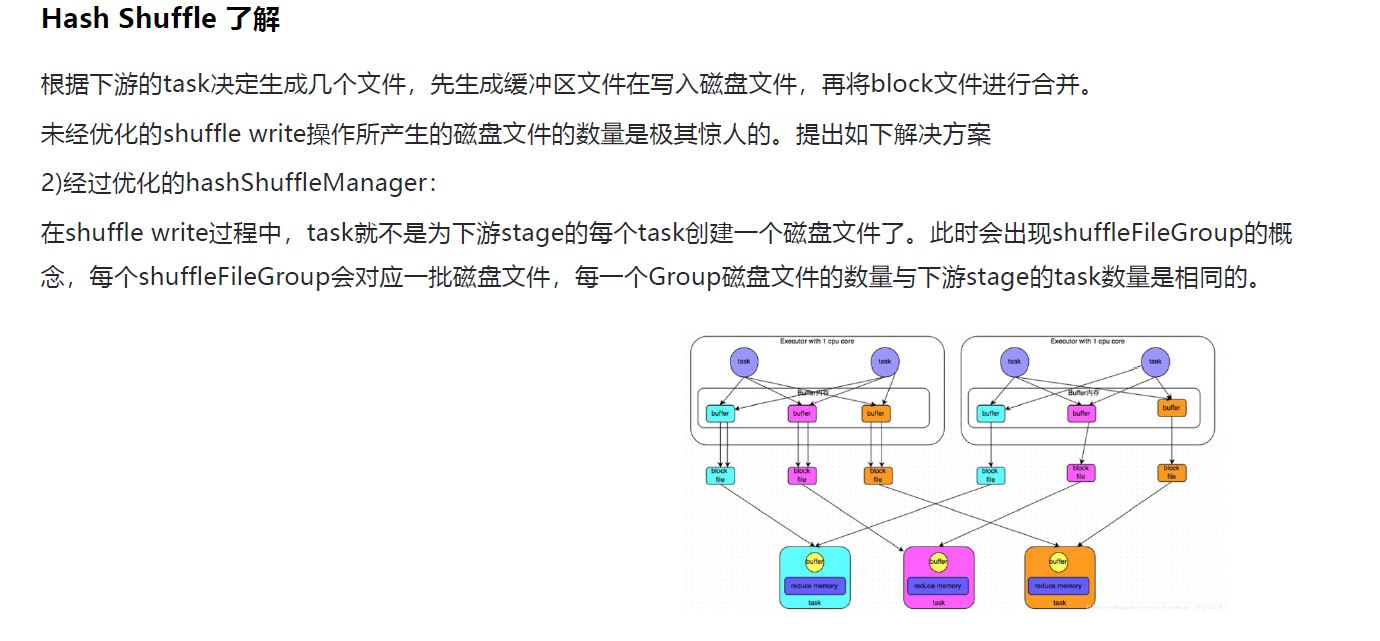 Hash Shuffle 了解
根据下游的task决定生成几个文件，先生成缓冲区文件在写入磁盘文件，再将block文件进行合并。
未经优化的shuffle write操作所产生的磁盘文件的数量是极其惊人的。提出如下解决方案
2)经过优化的hashShuffleManager：
在shuffle write过程中，task就不是为下游stage的每个task创建一个磁盘文件了。此时会出现shuffleFileGroup的概
念，每个shuffleFileGroup会对应一批磁盘文件，每一个Group磁盘文件的数量与下游stage的task数量是相同的。
Executor with 1 cpu core
Executor with 1 cpu core
task
task
task
task
Buffer内存
Buffer内存
buffer
buffer
buffer
buffer
buffer
buffer
block
file
block
file
block
file
block
file
block
file
block
file
buffer
buffer
buffer
reduce memory
reduce memory
reduce memory
task
task
task